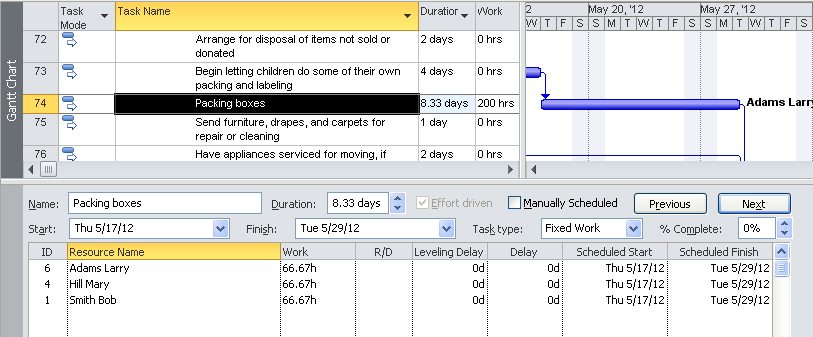 Task Mode Task Name Duration Work 2 May 20, '12 May 27, '12
W T F S S M T W T F S S M T W T F S
72 Arrange for disposal of items not sold or donated 2 days 0 hrs
73 Begin letting children do some of their own packing and labeling 4 days 0 hrs
74 Packing boxes 8.33 days 200 hrs Adams Larry
75 Send furniture, drapes, and carpets for repair or cleaning 1 day 0 hrs
76 Have appliances serviced for moving, if 2 days 0 hrs
Gantt Chart
Name: Packing boxes Duration: 8.33 days Effort driven Manually Scheduled Previous Next
Start: Thu 5/17/12 Finish: Tue 5/29/12 Task type: Fixed Work % Complete: 0%
ID Resource Name Work R/D Leveling Delay Delay Scheduled Start Scheduled Finish
6 Adams Larry 66.67h 0d 0d Thu 5/17/12 Tue 5/29/12
4 Hill Mary 66.67h 0d 0d Thu 5/17/12 Tue 5/29/12
1 Smith Bob 66.67h 0d 0d Thu 5/17/12 Tue 5/29/12